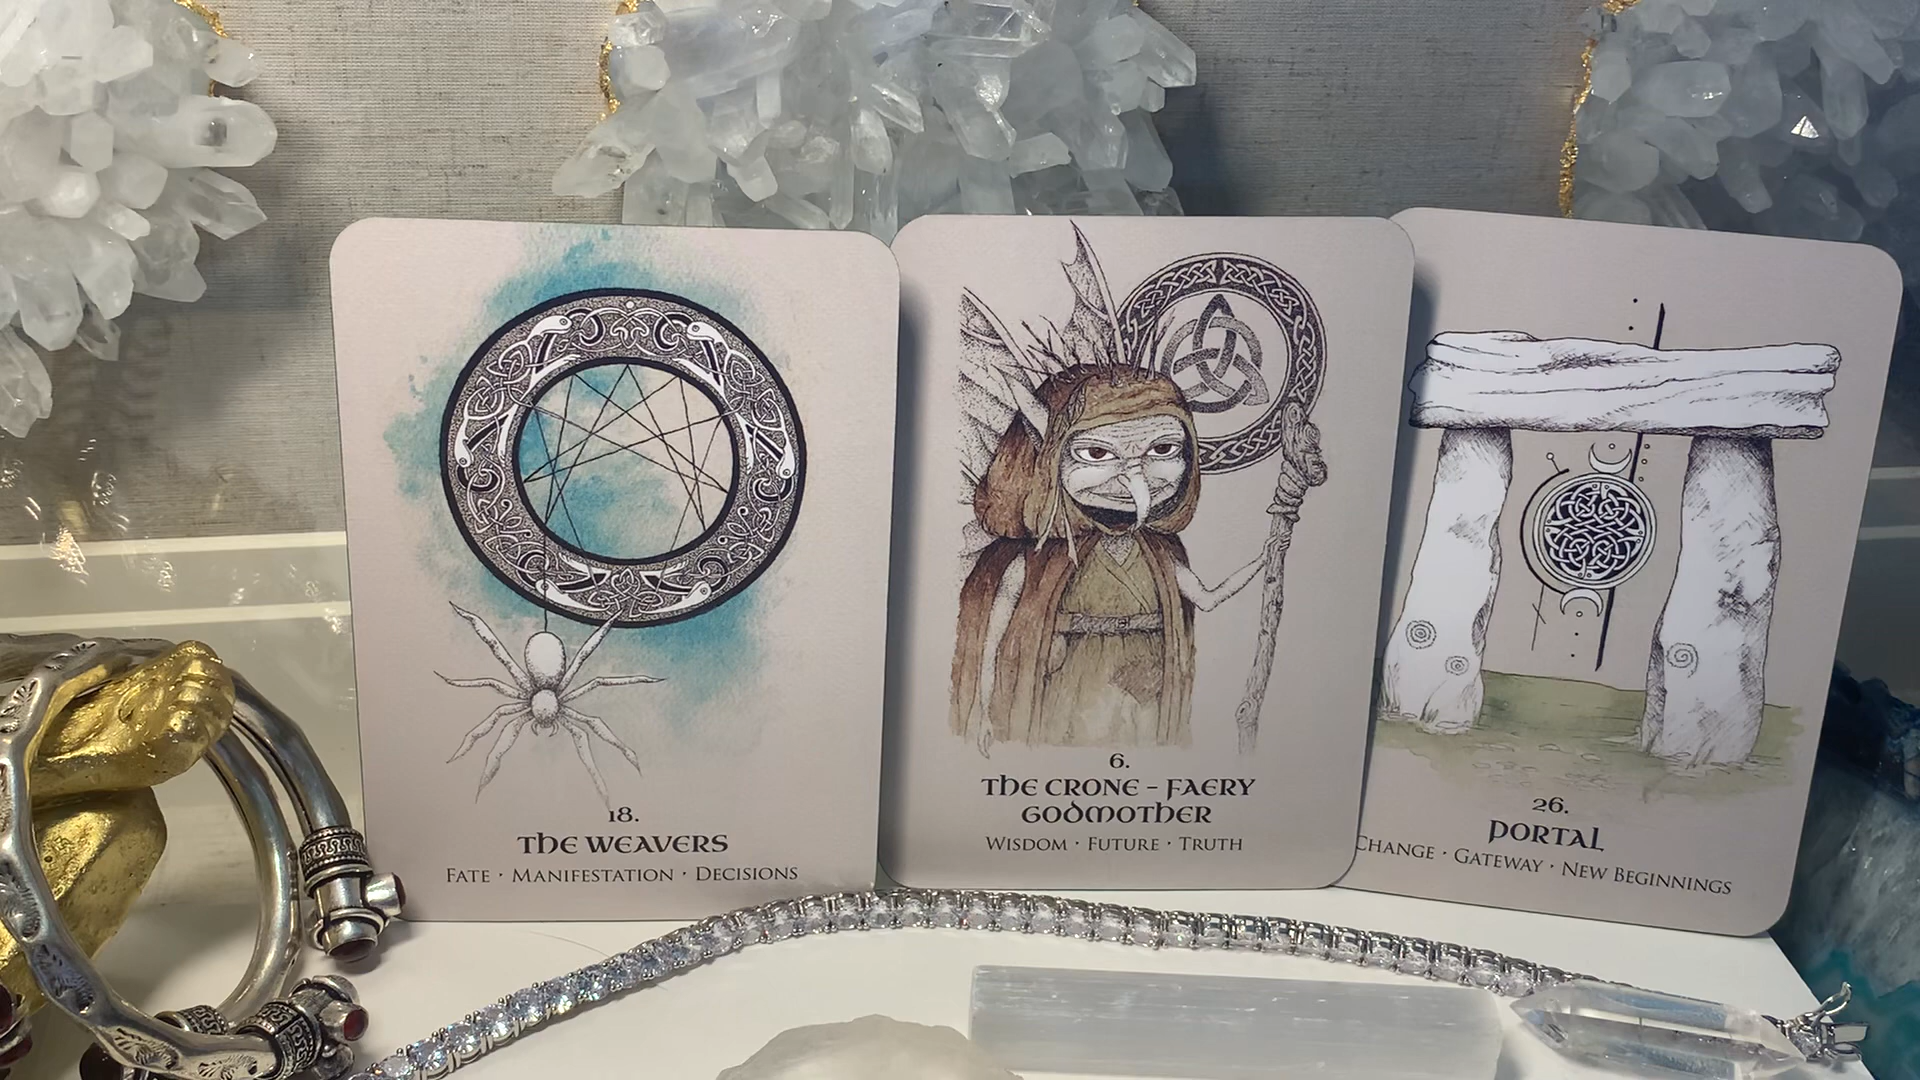 18.
THE WEAVERS
FATE · MANIFESTATION · DECISIONS
6.
THE CRONE - FAERY
GODMOTHER
WISDOM · FUTURE · TRUTH
26.
PORTAL
CHANGE · GATEWAY · NEW BEGINNINGS